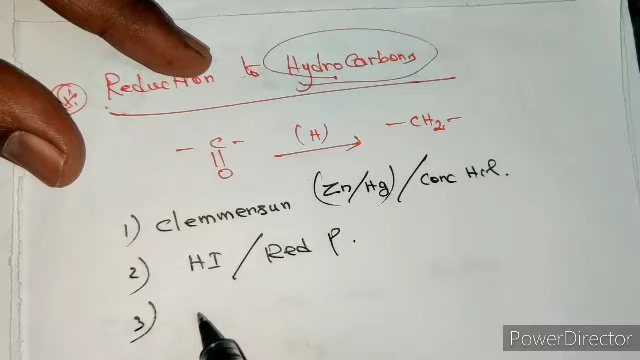 Reduction to Hydrocarbons
- C - (H) → - CH2 -
||
O
1) Clemmensun (Zn/Hg)/Conc HCl.
2) HI / Red P.
3)
PowerDirector